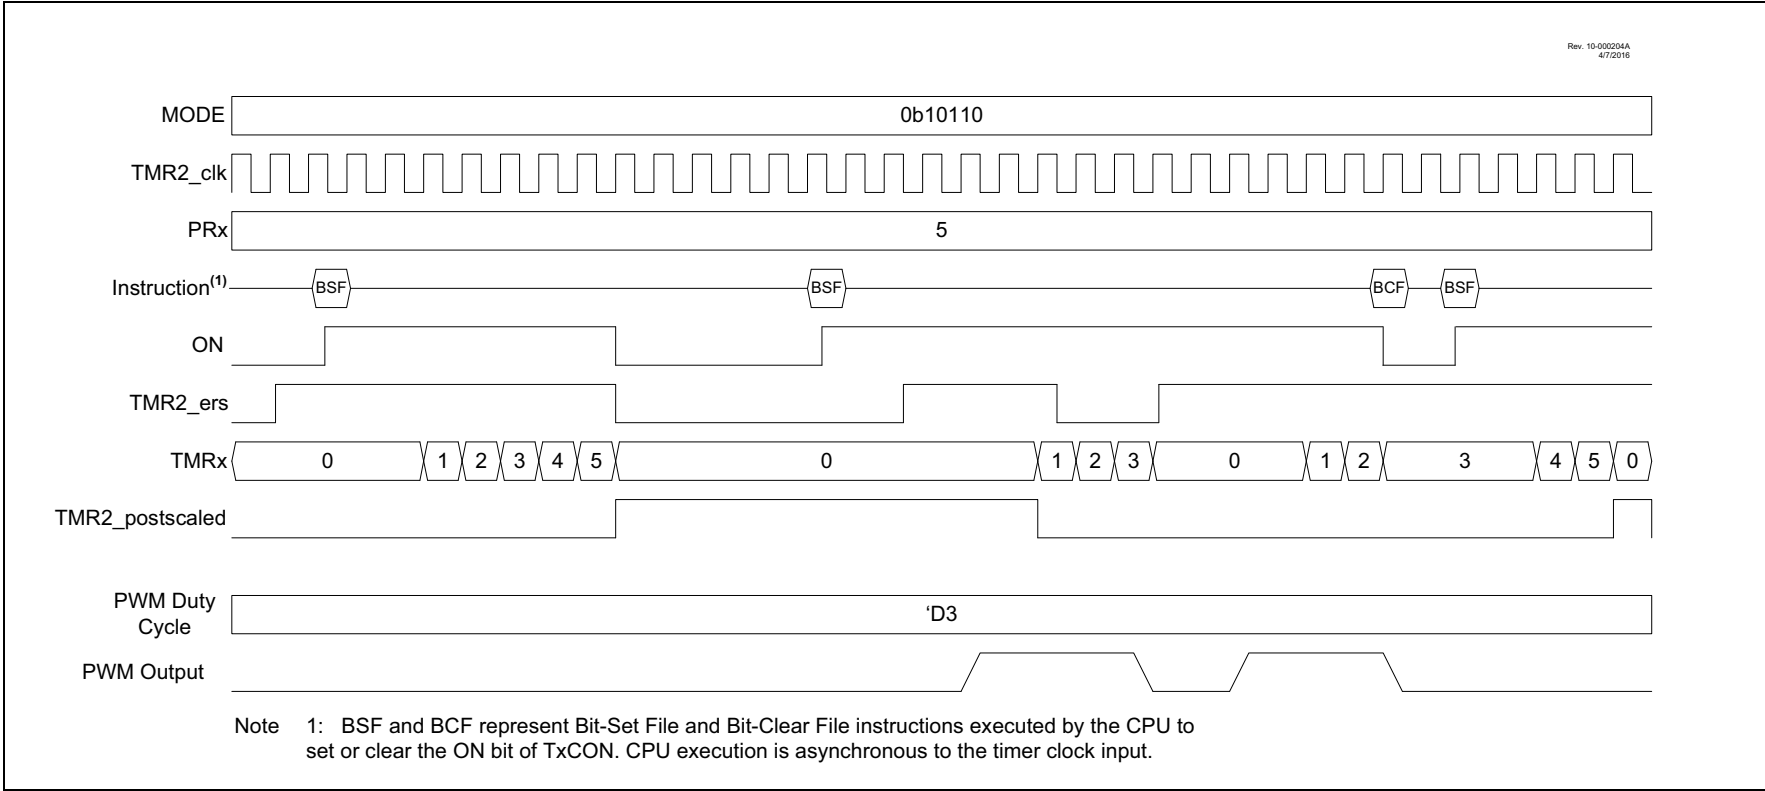 Rev. 10-000204A
4/7/2016
MODE 0b10110
TMR2_clk
PRx 5
Instruction(1) BSF BSF BCF BSF
ON
TMR2_ers
TMRx 0 1 2 3 4 5 0 1 2 3 0 1 2 3 4 5 0
TMR2_postscaled
PWM Duty
Cycle
‘D3
PWM Output
Note 1: BSF and BCF represent Bit-Set File and Bit-Clear File instructions executed by the CPU to
set or clear the ON bit of TxCON. CPU execution is asynchronous to the timer clock input.